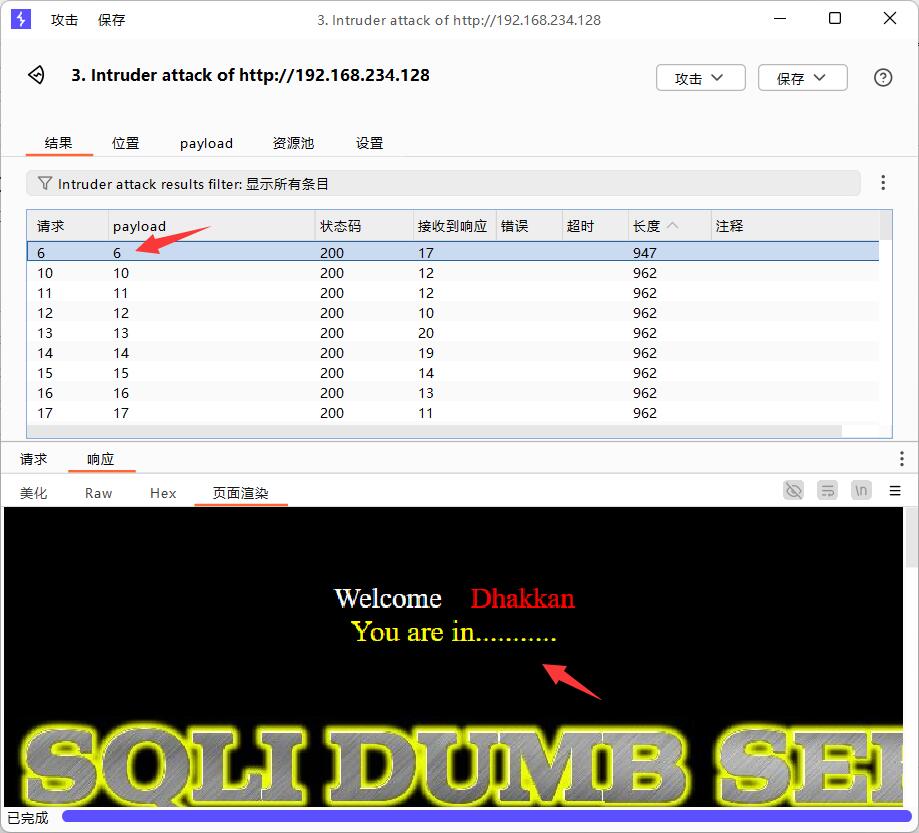 攻击 保存 3. Intruder attack of http://192.168.234.128
3. Intruder attack of http://192.168.234.128 攻击 保存
结果 位置 payload 资源池 设置
Intruder attack results filter: 显示所有条目
请求 payload 状态码 接收到响应 错误 超时 长度 注释
6 6 200 17 947
10 10 200 12 962
11 11 200 12 962
12 12 200 10 962
13 13 200 20 962
14 14 200 19 962
15 15 200 14 962
16 16 200 13 962
17 17 200 11 962
请求 响应
美化 Raw Hex 页面渲染 \n
Welcome Dhakkan
You are in...........
SQLI DUMB SE
已完成